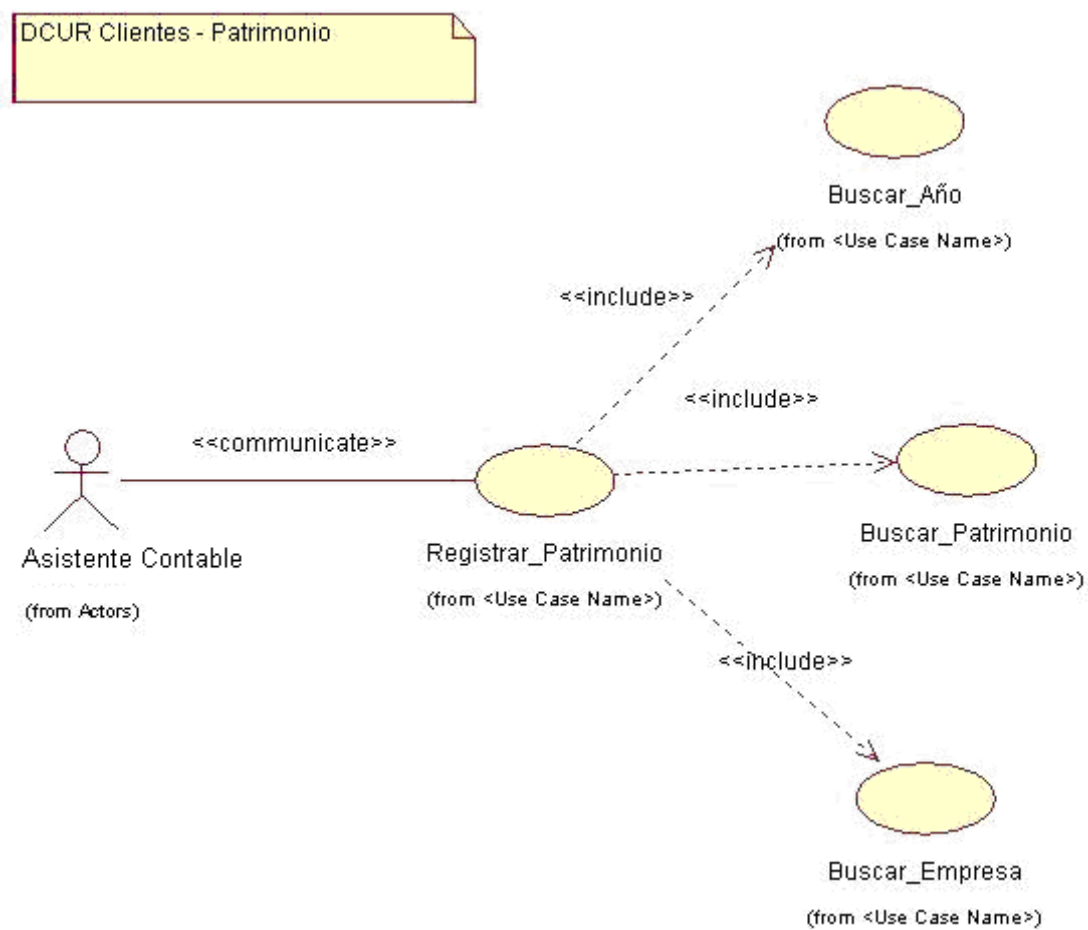 DCUR Clientes - Patrimonio
Buscar_Año
(from <Use Case Name>)
<<include>>
<<include>>
<<communicate>>
Buscar_Patrimonio
(from <Use Case Name>)
Asistente Contable
(from Actors)
Registrar_Patrimonio
(from <Use Case Name>)
<<include>>
Buscar_Empresa
(from <Use Case Name>)